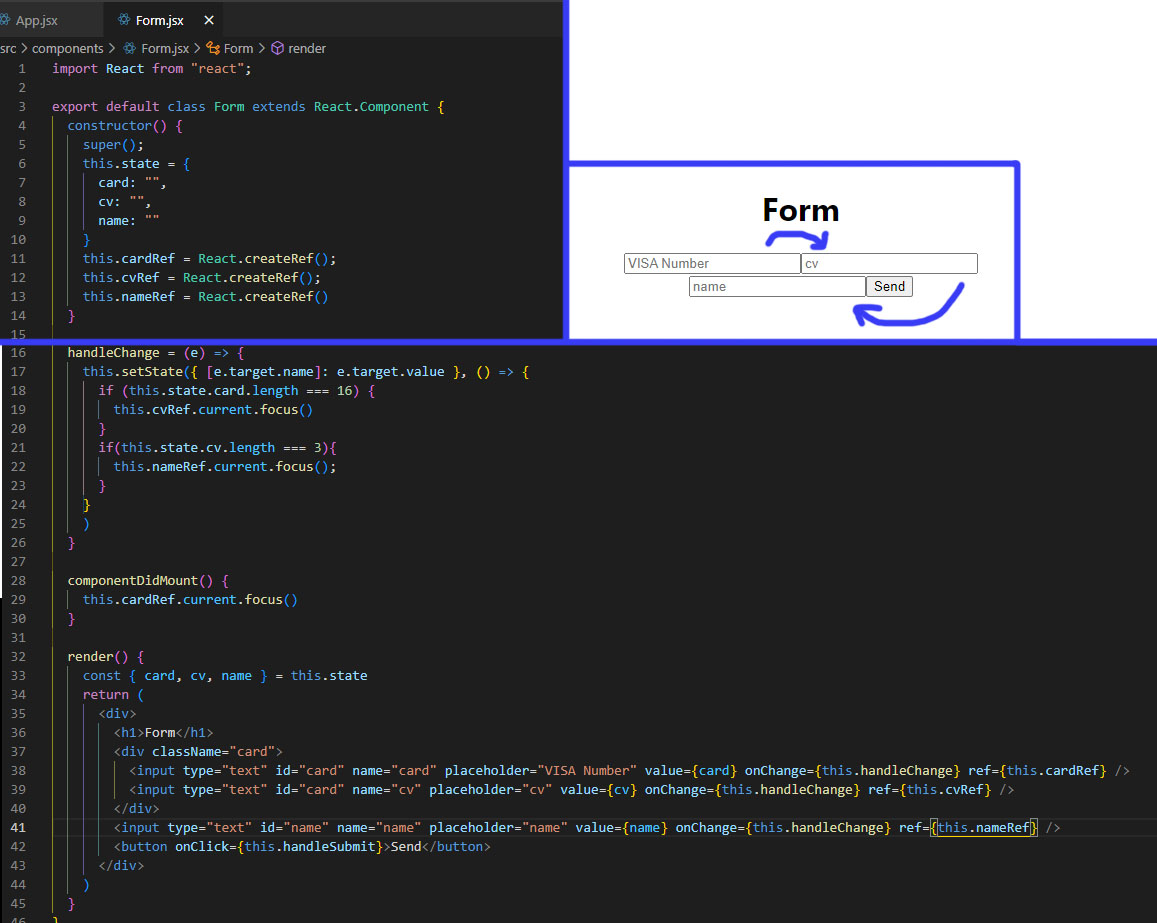 App.jsx
Form.jsx ×
src > components > Form.jsx > Form > render
1 import React from "react";
2
3 export default class Form extends React.Component {
4 constructor() {
5 super();
6 this.state = {
7 card: "",
8 cv: "",
9 name: ""
10 }
11 this.cardRef = React.createRef();
12 this.cvRef = React.createRef();
13 this.nameRef = React.createRef()
14 }
15
Form
VISA Number
cv
name
Send
16 handleChange = (e) => {
17 this.setState({ [e.target.name]: e.target.value }, () => {
18 if (this.state.card.length === 16) {
19 this.cvRef.current.focus()
20 }
21 if(this.state.cv.length === 3){
22 this.nameRef.current.focus();
23 }
24 }
25 )
26 }
27
28 componentDidMount() {
29 this.cardRef.current.focus()
30 }
31
32 render() {
33 const { card, cv, name } = this.state
34 return (
35 <div>
36 <h1>Form</h1>
37 <div className="card">
38 <input type="text" id="card" name="card" placeholder="VISA Number" value={card} onChange={this.handleChange} ref={this.cardRef} />
39 <input type="text" id="card" name="cv" placeholder="cv" value={cv} onChange={this.handleChange} ref={this.cvRef} />
40 </div>
41 <input type="text" id="name" name="name" placeholder="name" value={name} onChange={this.handleChange} ref={this.nameRef} />
42 <button onClick={this.handleSubmit}>Send</button>
43 </div>
44 )
45 }
46 }